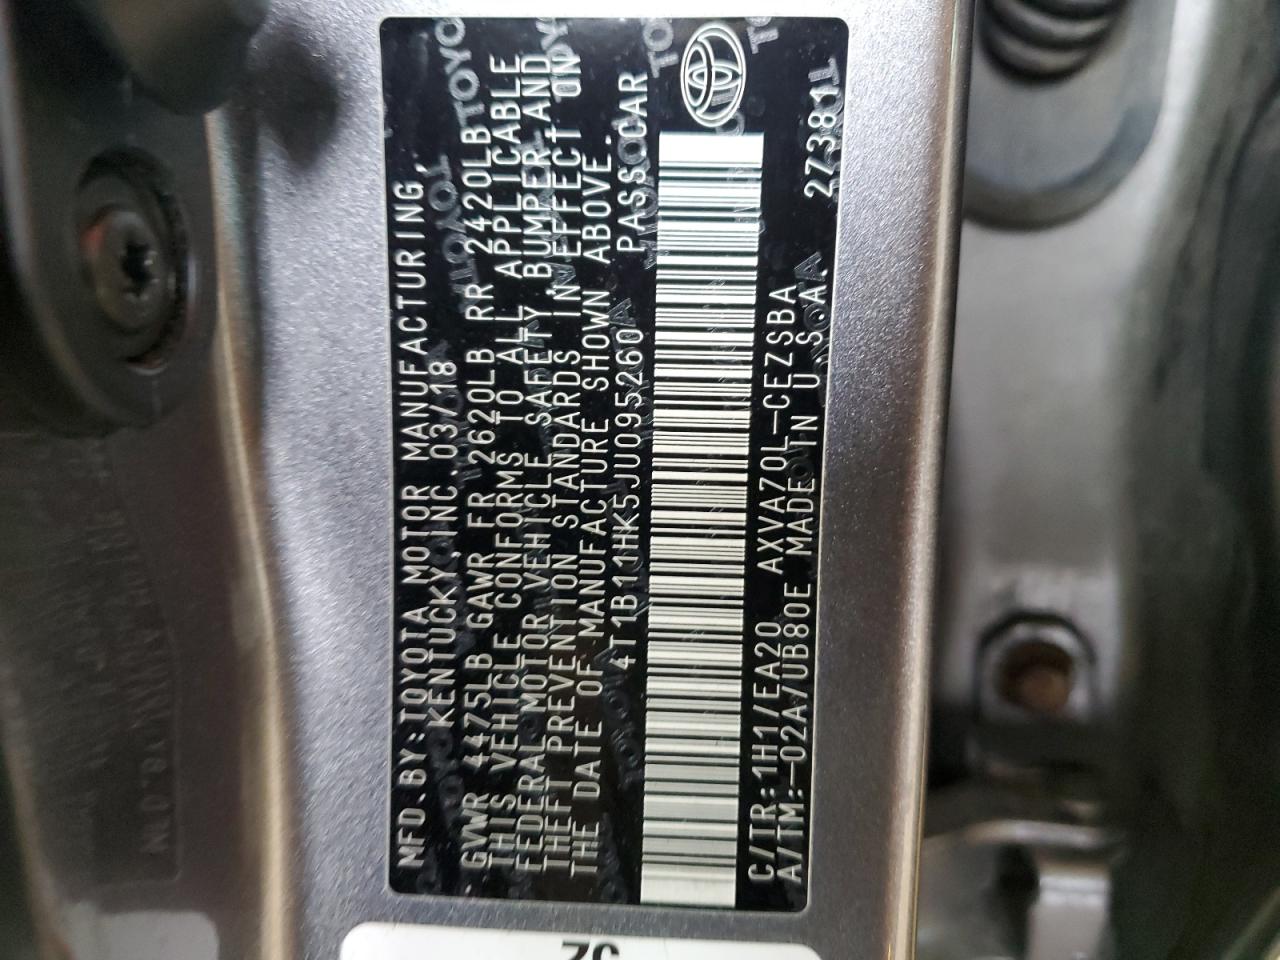 MFD.BY:TOYOTA MOTOR MANUFACTURING,
KENTUCKY,INC.03/18
GVWR 4475LB GAWR FR 2620LB RR 2420LB
THIS VEHICLE CONFORMS TO ALL APPLICABLE
FEDERAL MOTOR VEHICLE SAFETY,BUMPER,AND
THEFT PREVENTION STANDARDS IN EFFECT ON
THE DATE OF MANUFACTURE SHOWN ABOVE.
4T1B11HK5JU095260 PASS CAR
C/TR:1H1/EA20 AXVA70L-CEZSBA
A/TM:-02A/UB80E MADE IN U.S.A. 27381